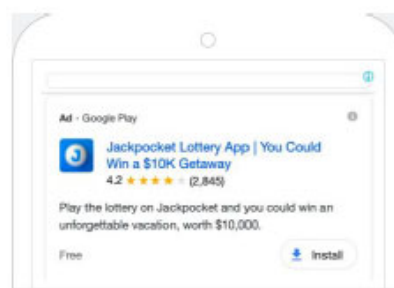 Ad - Google Play
Jackpocket Lottery App | You Could
Win a $10K Getaway
4.2 ★★★★★ (2,845)
Play the lottery on Jackpocket and you could win an
unforgettable vacation, worth $10,000.
Free
Install